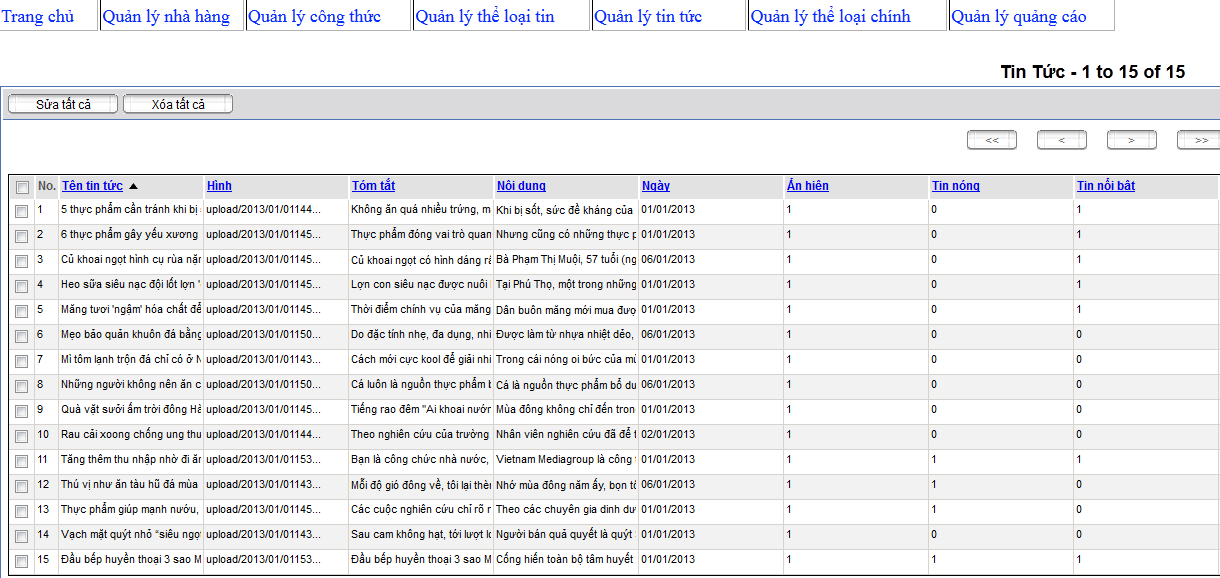 Trang chủ Quản lý nhà hàng Quản lý công thức Quản lý thể loại tin Quản lý tin tức Quản lý thể loại chính Quản lý quảng cáo
Tin Tức - 1 to 15 of 15
Sửa tất cả Xóa tất cả
<< < > >>
No. Tên tin tức Hình Tóm tắt Nội dung Ngày Ẩn hiện Tin nóng Tin nổi bật
1 5 thực phẩm cần tránh khi bị upload/2013/01/01144... Không ăn quá nhiều trứng, m Khi bị sốt, sức đề kháng của 01/01/2013 1 0 1
2 6 thực phẩm gây yếu xương upload/2013/01/01145... Thực phẩm đóng vai trò quan Nhưng cũng có những thực p 01/01/2013 1 0 1
3 Củ khoai ngọt hình cụ rùa nặn upload/2013/01/01145... Củ khoai ngọt có hình dáng rấ Bà Phạm Thị Muội, 57 tuổi (ng 06/01/2013 1 0 1
4 Heo sữa siêu nạc đội lốt lợn ' upload/2013/01/01145... Lợn con siêu nạc được nuôi Tại Phú Thọ, một trong những 01/01/2013 1 0 1
5 Măng tươi 'ngậm' hóa chất để upload/2013/01/01145... Thời điểm chính vụ của măng Dân buôn măng mới mua đượ 01/01/2013 1 0 1
6 Mẹo bảo quản khuôn đá bằng upload/2013/01/01150... Do đặc tính nhẹ, đa dụng, nhi Được làm từ nhựa nhiệt dẻo, 06/01/2013 1 0 0
7 Mì tôm lạnh trộn đá chỉ có ở upload/2013/01/01143... Cách mới cực kool để giải nhi Trong cái nóng oi bức của mù 01/01/2013 1 0 0
8 Những người không nên ăn c upload/2013/01/01150... Cá luôn là nguồn thực phẩm b Cá là nguồn thực phẩm bổ du 06/01/2013 1 0 0
9 Quà vặt sưởi ấm trời đông Hà upload/2013/01/01145... Tiếng rao đêm "Ai khoai nướn Mùa đông không chỉ đến tron 01/01/2013 1 0 0
10 Rau cải xoong chống ung thu upload/2013/01/01144... Theo nghiên cứu của trường Nhân viên nghiên cứu đã để 02/01/2013 1 0 0
11 Tăng thêm thu nhập nhờ đi ăn upload/2013/01/01153... Bạn là công chức nhà nước, Vietnam Mediagroup là công 01/01/2013 1 1 1
12 Thú vị như ăn tàu hũ đá mùa upload/2013/01/01143... Mỗi độ gió đông về, tôi lại thèn Nhớ mùa đông năm ấy, bọn tô 06/01/2013 1 1 0
13 Thực phẩm giúp mạnh nướu, upload/2013/01/01145... Các cuộc nghiên cứu chỉ rõ Theo các chuyên gia dinh dư 01/01/2013 1 1 0
14 Vạch mặt quýt nhỏ “siêu ngọ upload/2013/01/01143... Sau cam không hạt, tới lượt lo Người bán quả quyết là quýt 01/01/2013 1 0 0
15 Đầu bếp huyền thoại 3 sao M upload/2013/01/01153... Đầu bếp huyền thoại 3 sao M Cống hiến toàn bộ tâm huyết 01/01/2013 1 1 1